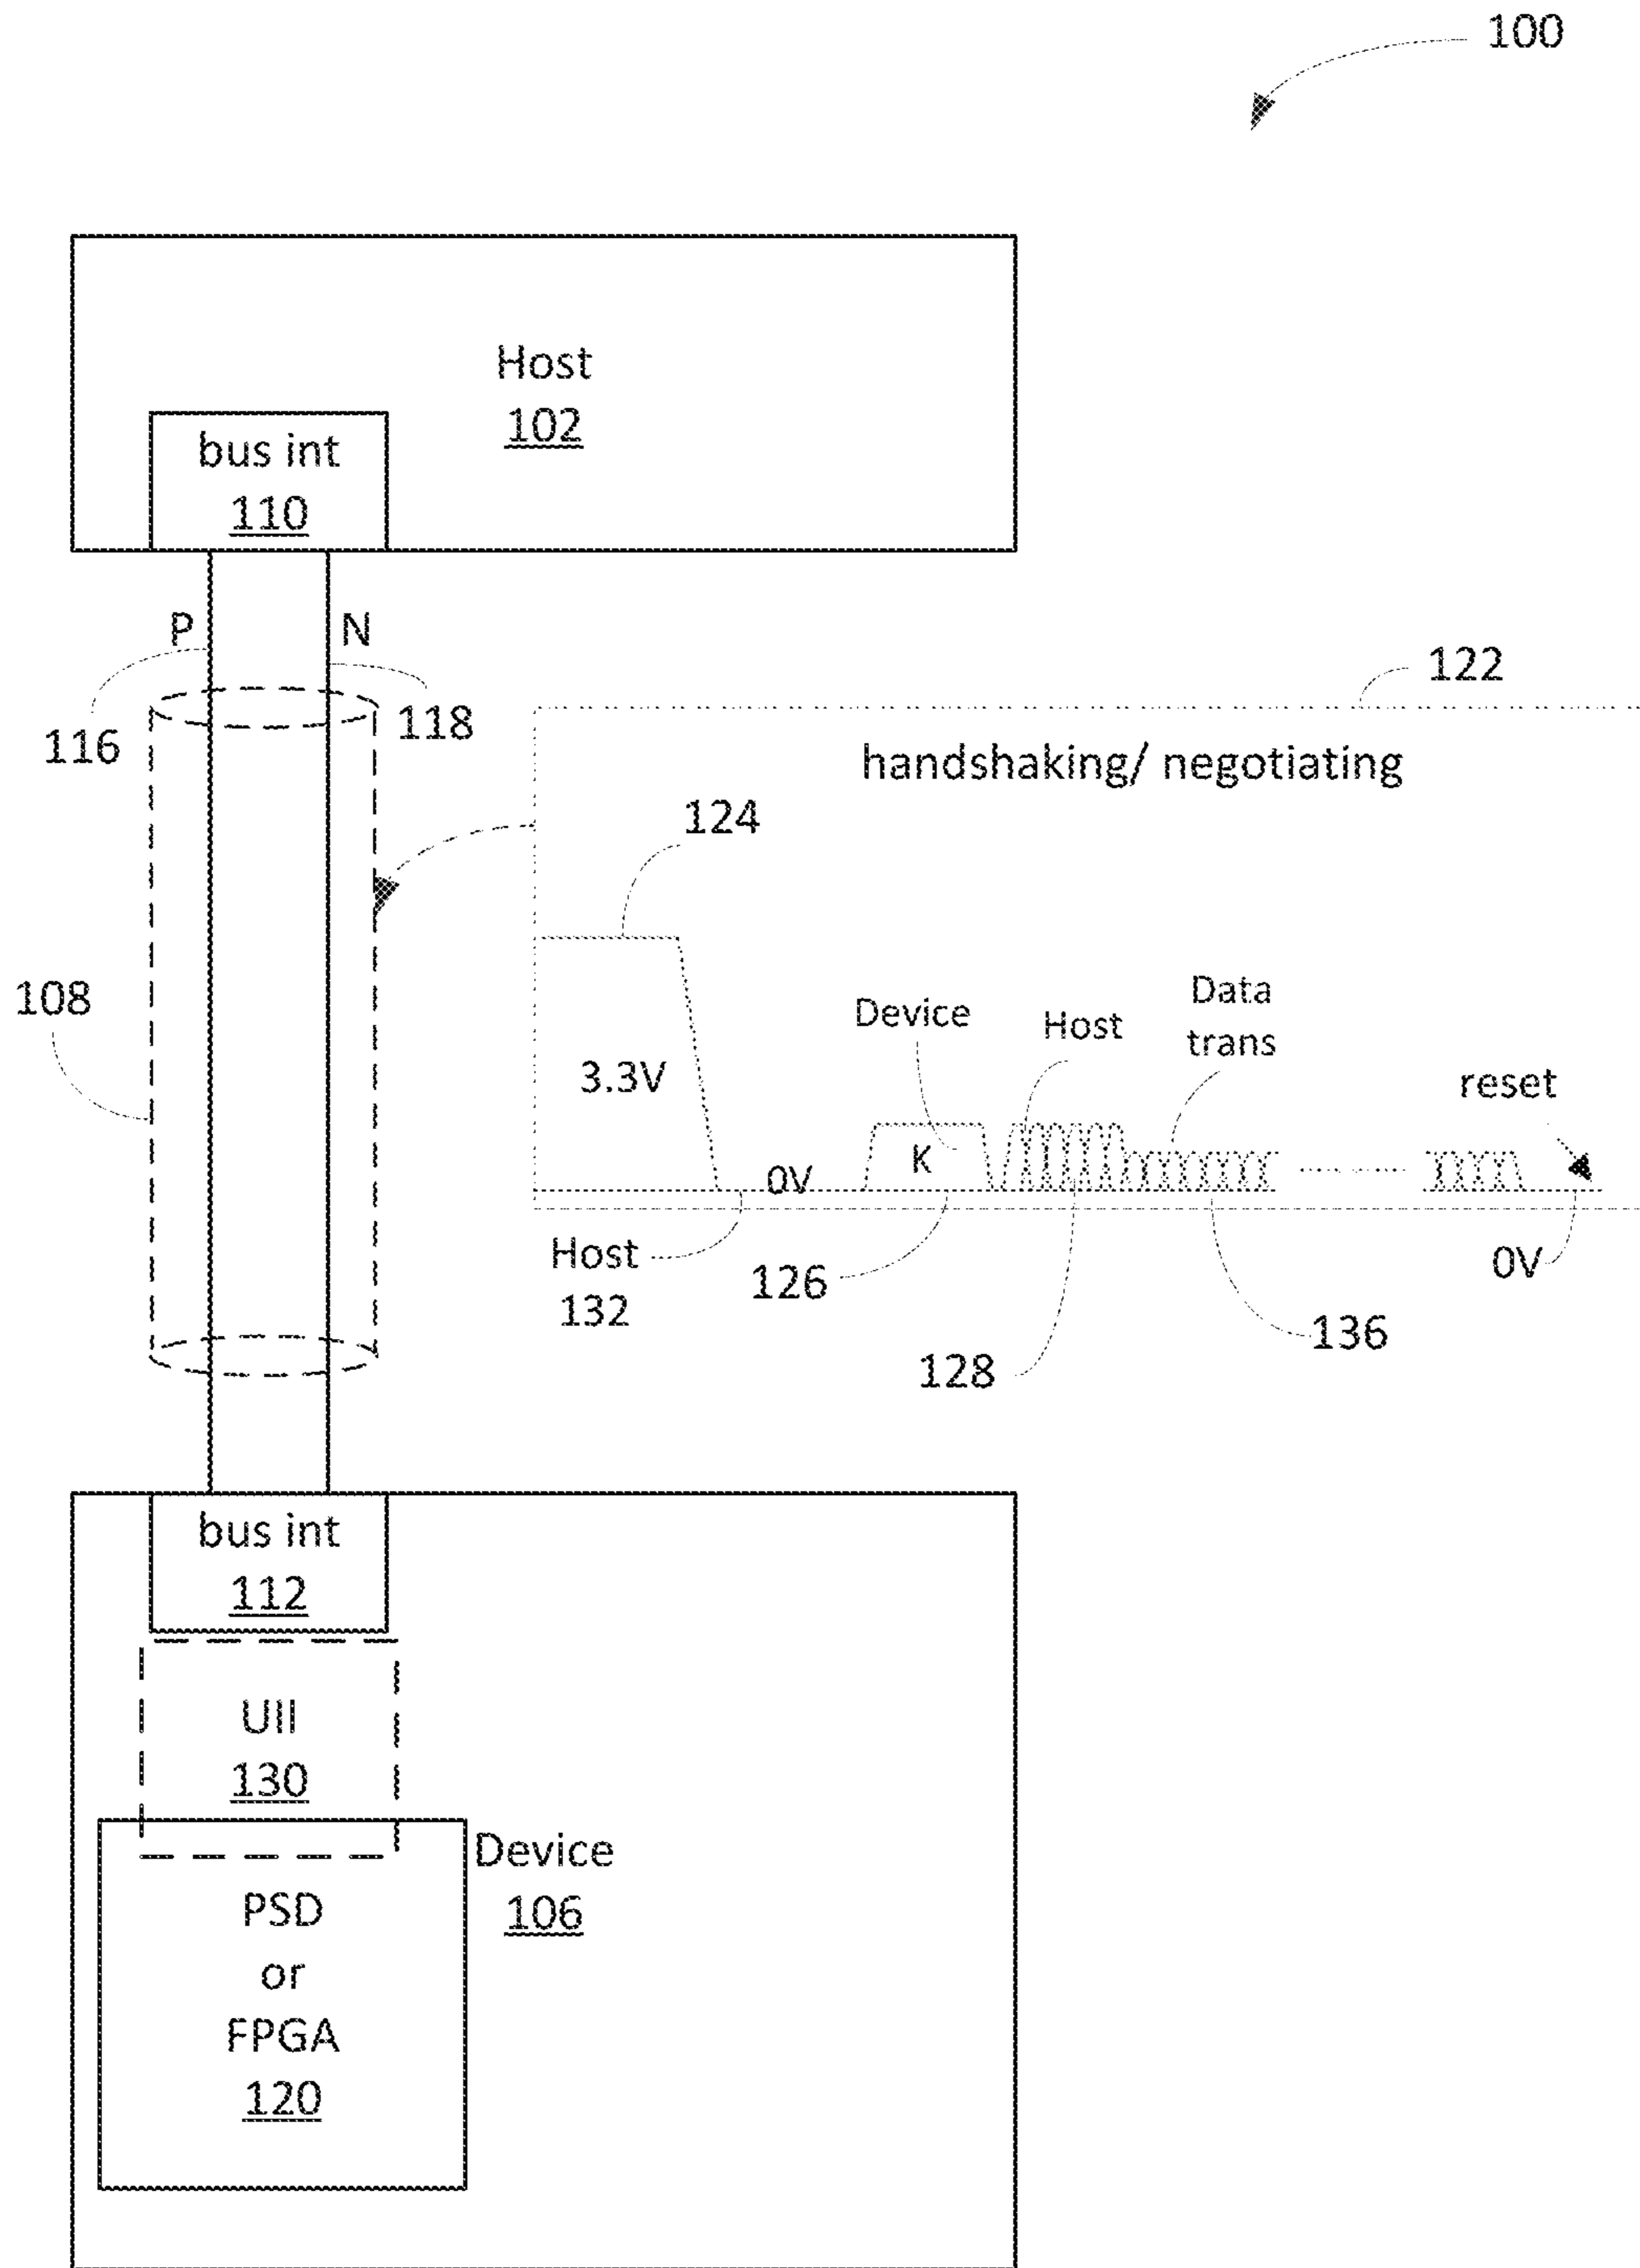 100
Host
102
bus int
110
P
N
116
118
122
handshaking/ negotiating
124
108
3.3V
Device
Host
Data
trans
reset
K
0V
Host
132
126
128
136
0V
bus int
112
UII
130
Device
106
PSD
or
FPGA
120